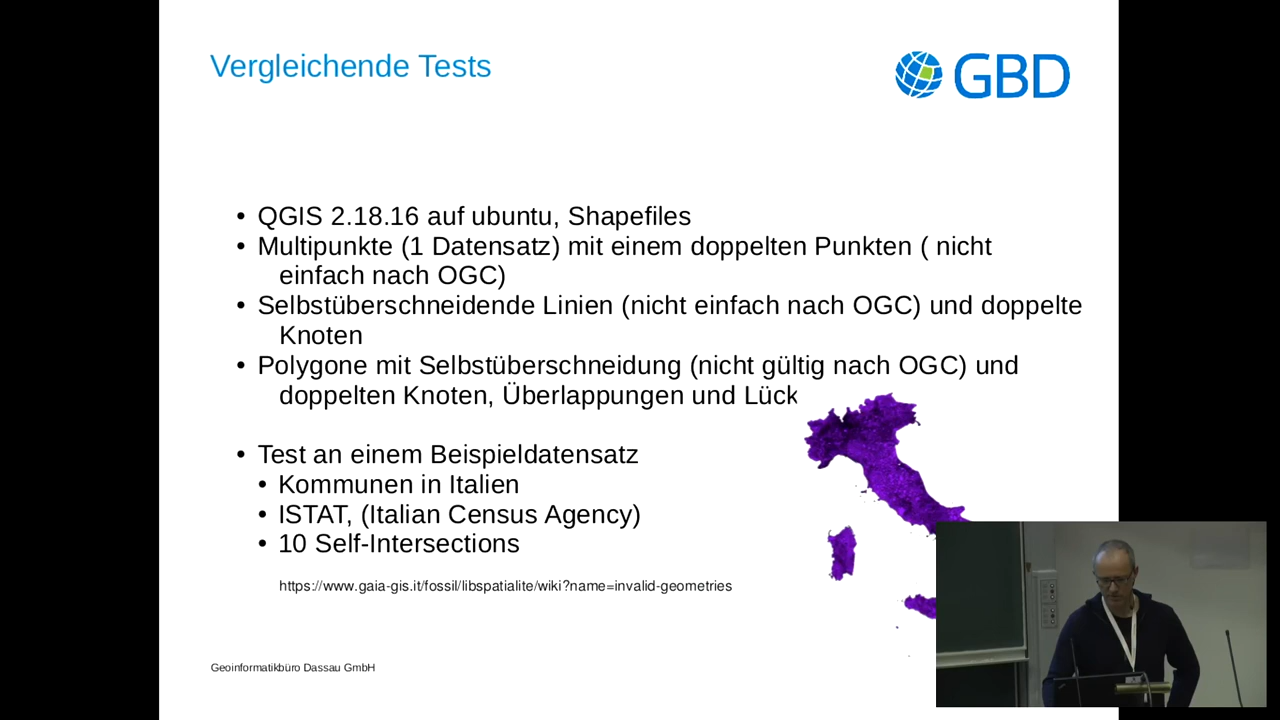 Vergleichende Tests
GBD
• QGIS 2.18.16 auf ubuntu, Shapefiles
• Multipunkte (1 Datensatz) mit einem doppelten Punkten ( nicht
einfach nach OGC)
• Selbstüberschneidende Linien (nicht einfach nach OGC) und doppelte
Knoten
• Polygone mit Selbstüberschneidung (nicht gültig nach OGC) und
doppelten Knoten, Überlappungen und Lück
• Test an einem Beispieldatensatz
• Kommunen in Italien
• ISTAT, (Italian Census Agency)
• 10 Self-Intersections
https://www.gaia-gis.it/fossil/libspatialite/wiki?name=invalid-geometries
Geoinformatikbüro Dassau GmbH